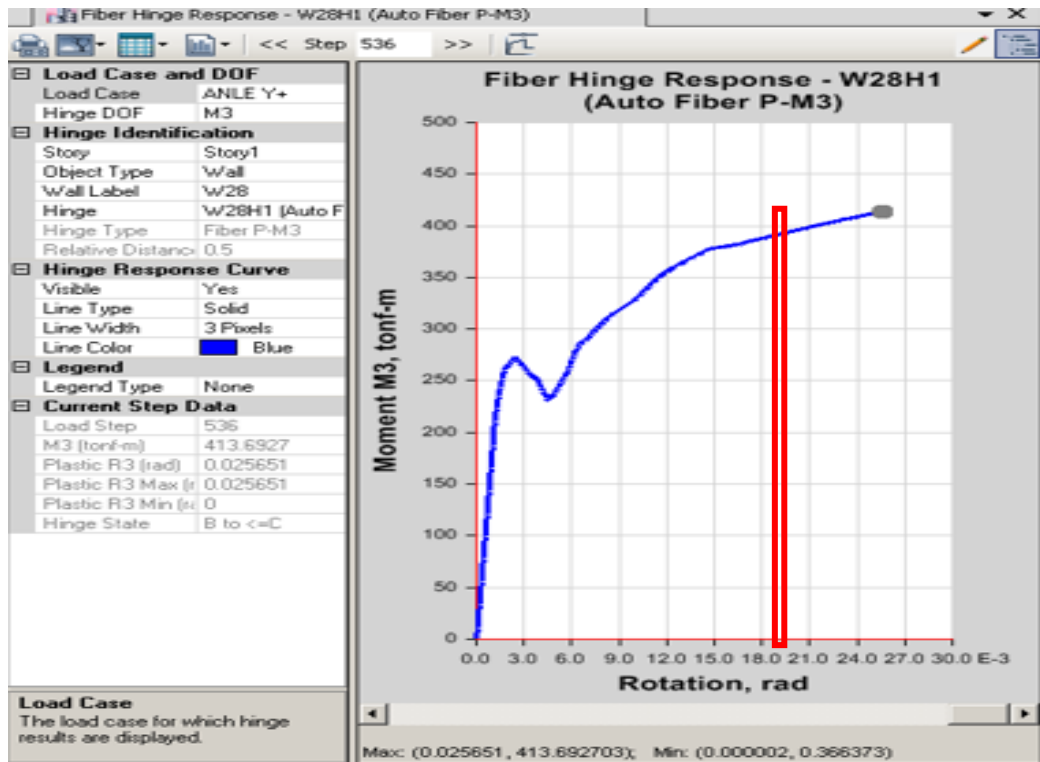 Fiber Hinge Response - W28H1 (Auto Fiber P-M3)
<< Step 536 >>
Load Case and DOF
Load Case ANLE Y+
Hinge DOF M3
Hinge Identification
Story Story1
Object Type Wall
Wall Label W28
Hinge W28H1 (Auto F
Hinge Type Fiber P-M3
Relative Distanc 0.5
Hinge Response Curve
Visible Yes
Line Type Solid
Line Width 3 Pixels
Line Color Blue
Legend
Legend Type None
Current Step Data
Load Step 536
M3 (tonf-m) 413.6927
Plastic R3 (rad) 0.025651
Plastic R3 Max (r 0.025651
Plastic R3 Min (ra 0
Hinge State B to <=C
Load Case
The load case for which hinge
results are displayed.
Fiber Hinge Response - W28H1
(Auto Fiber P-M3)
500
450
400
350
300
250
200
150
100
50
0
Moment M3, tonf-m
0.0 3.0 6.0 9.0 12.0 15.0 18.0 21.0 24.0 27.0 30.0 E-3
Rotation, rad
Max: (0.025651, 413.692703); Min: (0.000002, 0.366373)